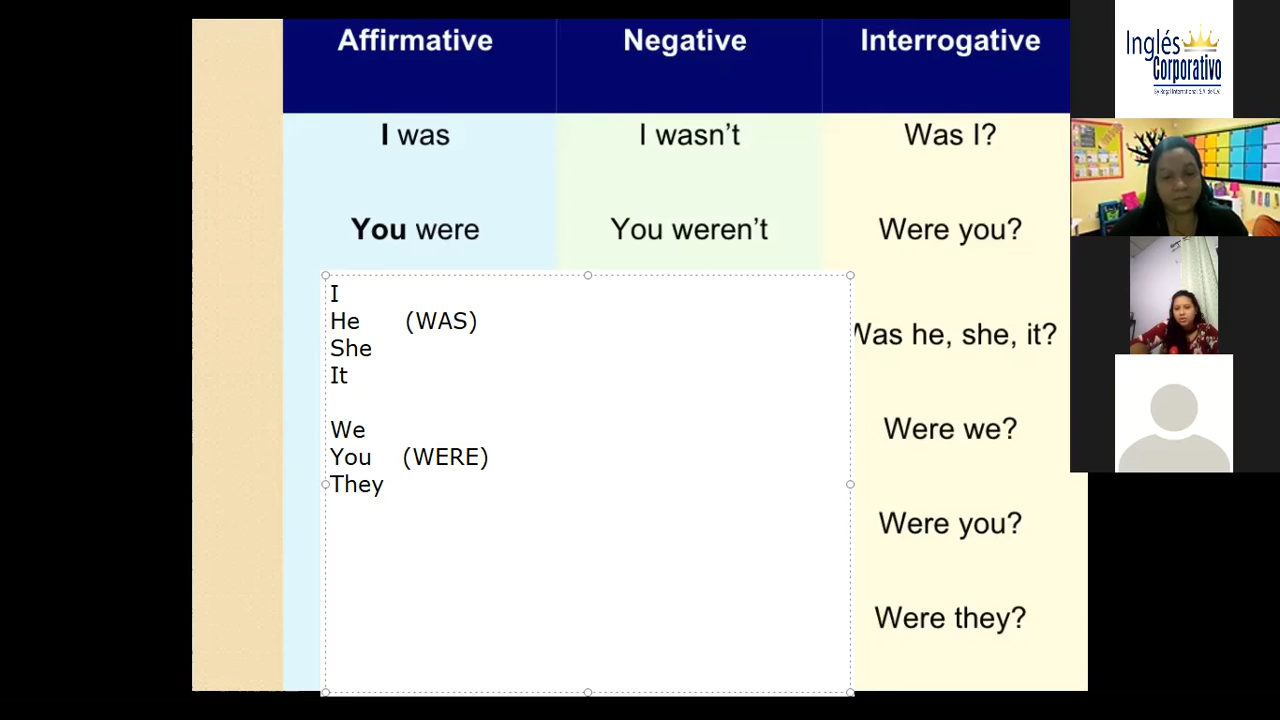 Affirmative Negative Interrogative
I was I wasn't Was I?
You were You weren't Were you?
Was he, she, it?
Were we?
Were you?
Were they?
I
He (WAS)
She
It
We
You (WERE)
They
Inglés
Corporativo